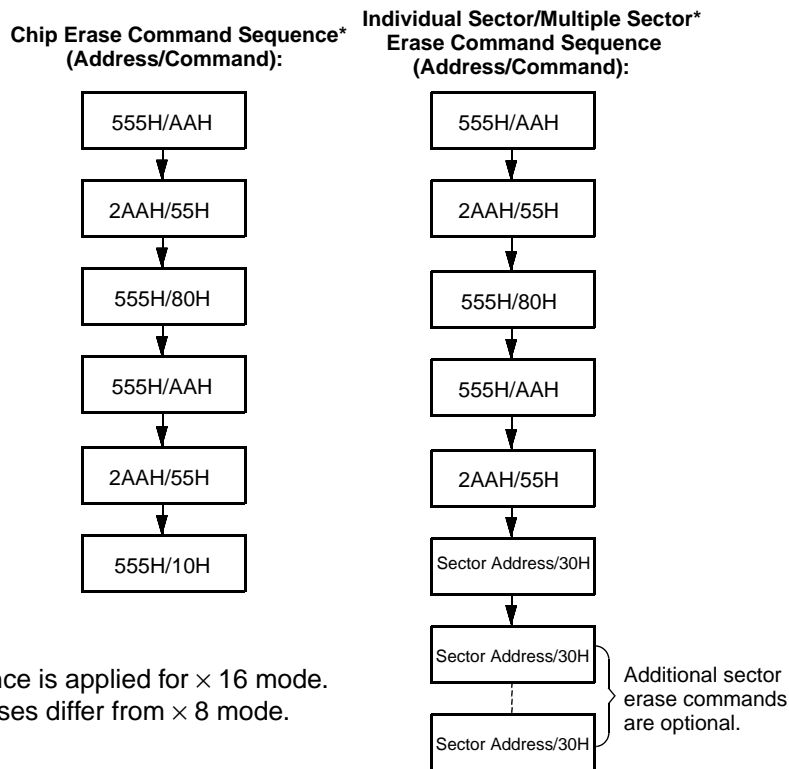 Chip Erase Command Sequence*
(Address/Command):
555H/AAH
2AAH/55H
555H/80H
555H/AAH
2AAH/55H
555H/10H
Individual Sector/Multiple Sector*
Erase Command Sequence
(Address/Command):
555H/AAH
2AAH/55H
555H/80H
555H/AAH
2AAH/55H
Sector Address/30H
Sector Address/30H
Sector Address/30H
Additional sector
erase commands
are optional.
is applied for × 16 mode.
differ from × 8 mode.